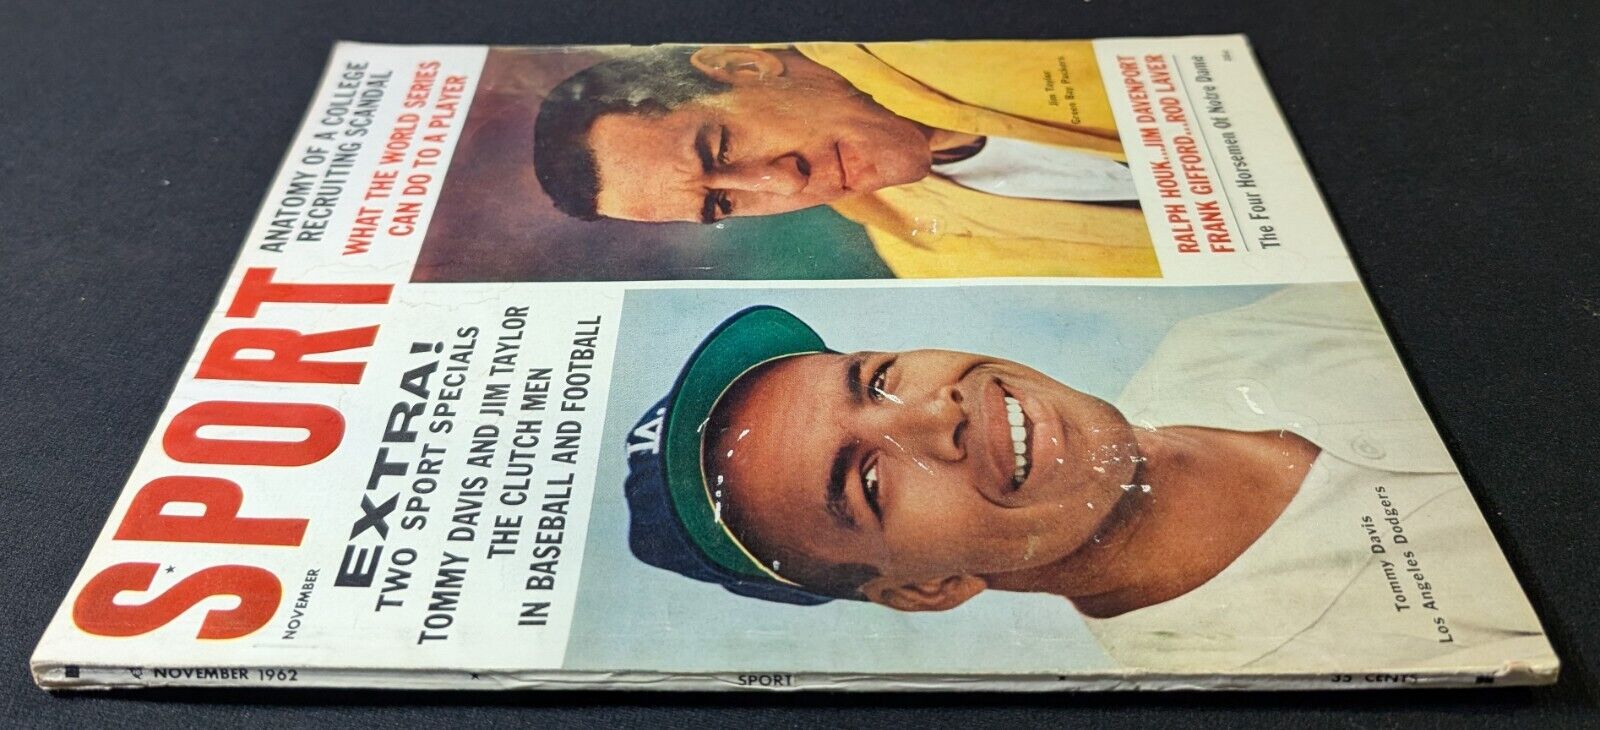 SPORT
NOVEMBER
ANATOMY OF A COLLEGE
RECRUITING SCANDAL
WHAT THE WORLD SERIES
CAN DO TO A PLAYER
EXTRA!
TWO SPORT SPECIALS
TOMMY DAVIS AND JIM TAYLOR
THE CLUTCH MEN
IN BASEBALL AND FOOTBALL
Jim Taylor
Green Bay Packers
RALPH HOUK...JIM DAVENPORT
FRANK GIFFORD...ROD LAVER
The Four Horsemen Of Notre Dame
LA
Tommy Davis
Los Angeles Dodgers
NOVEMBER 1962
SPORT
35 CENTS